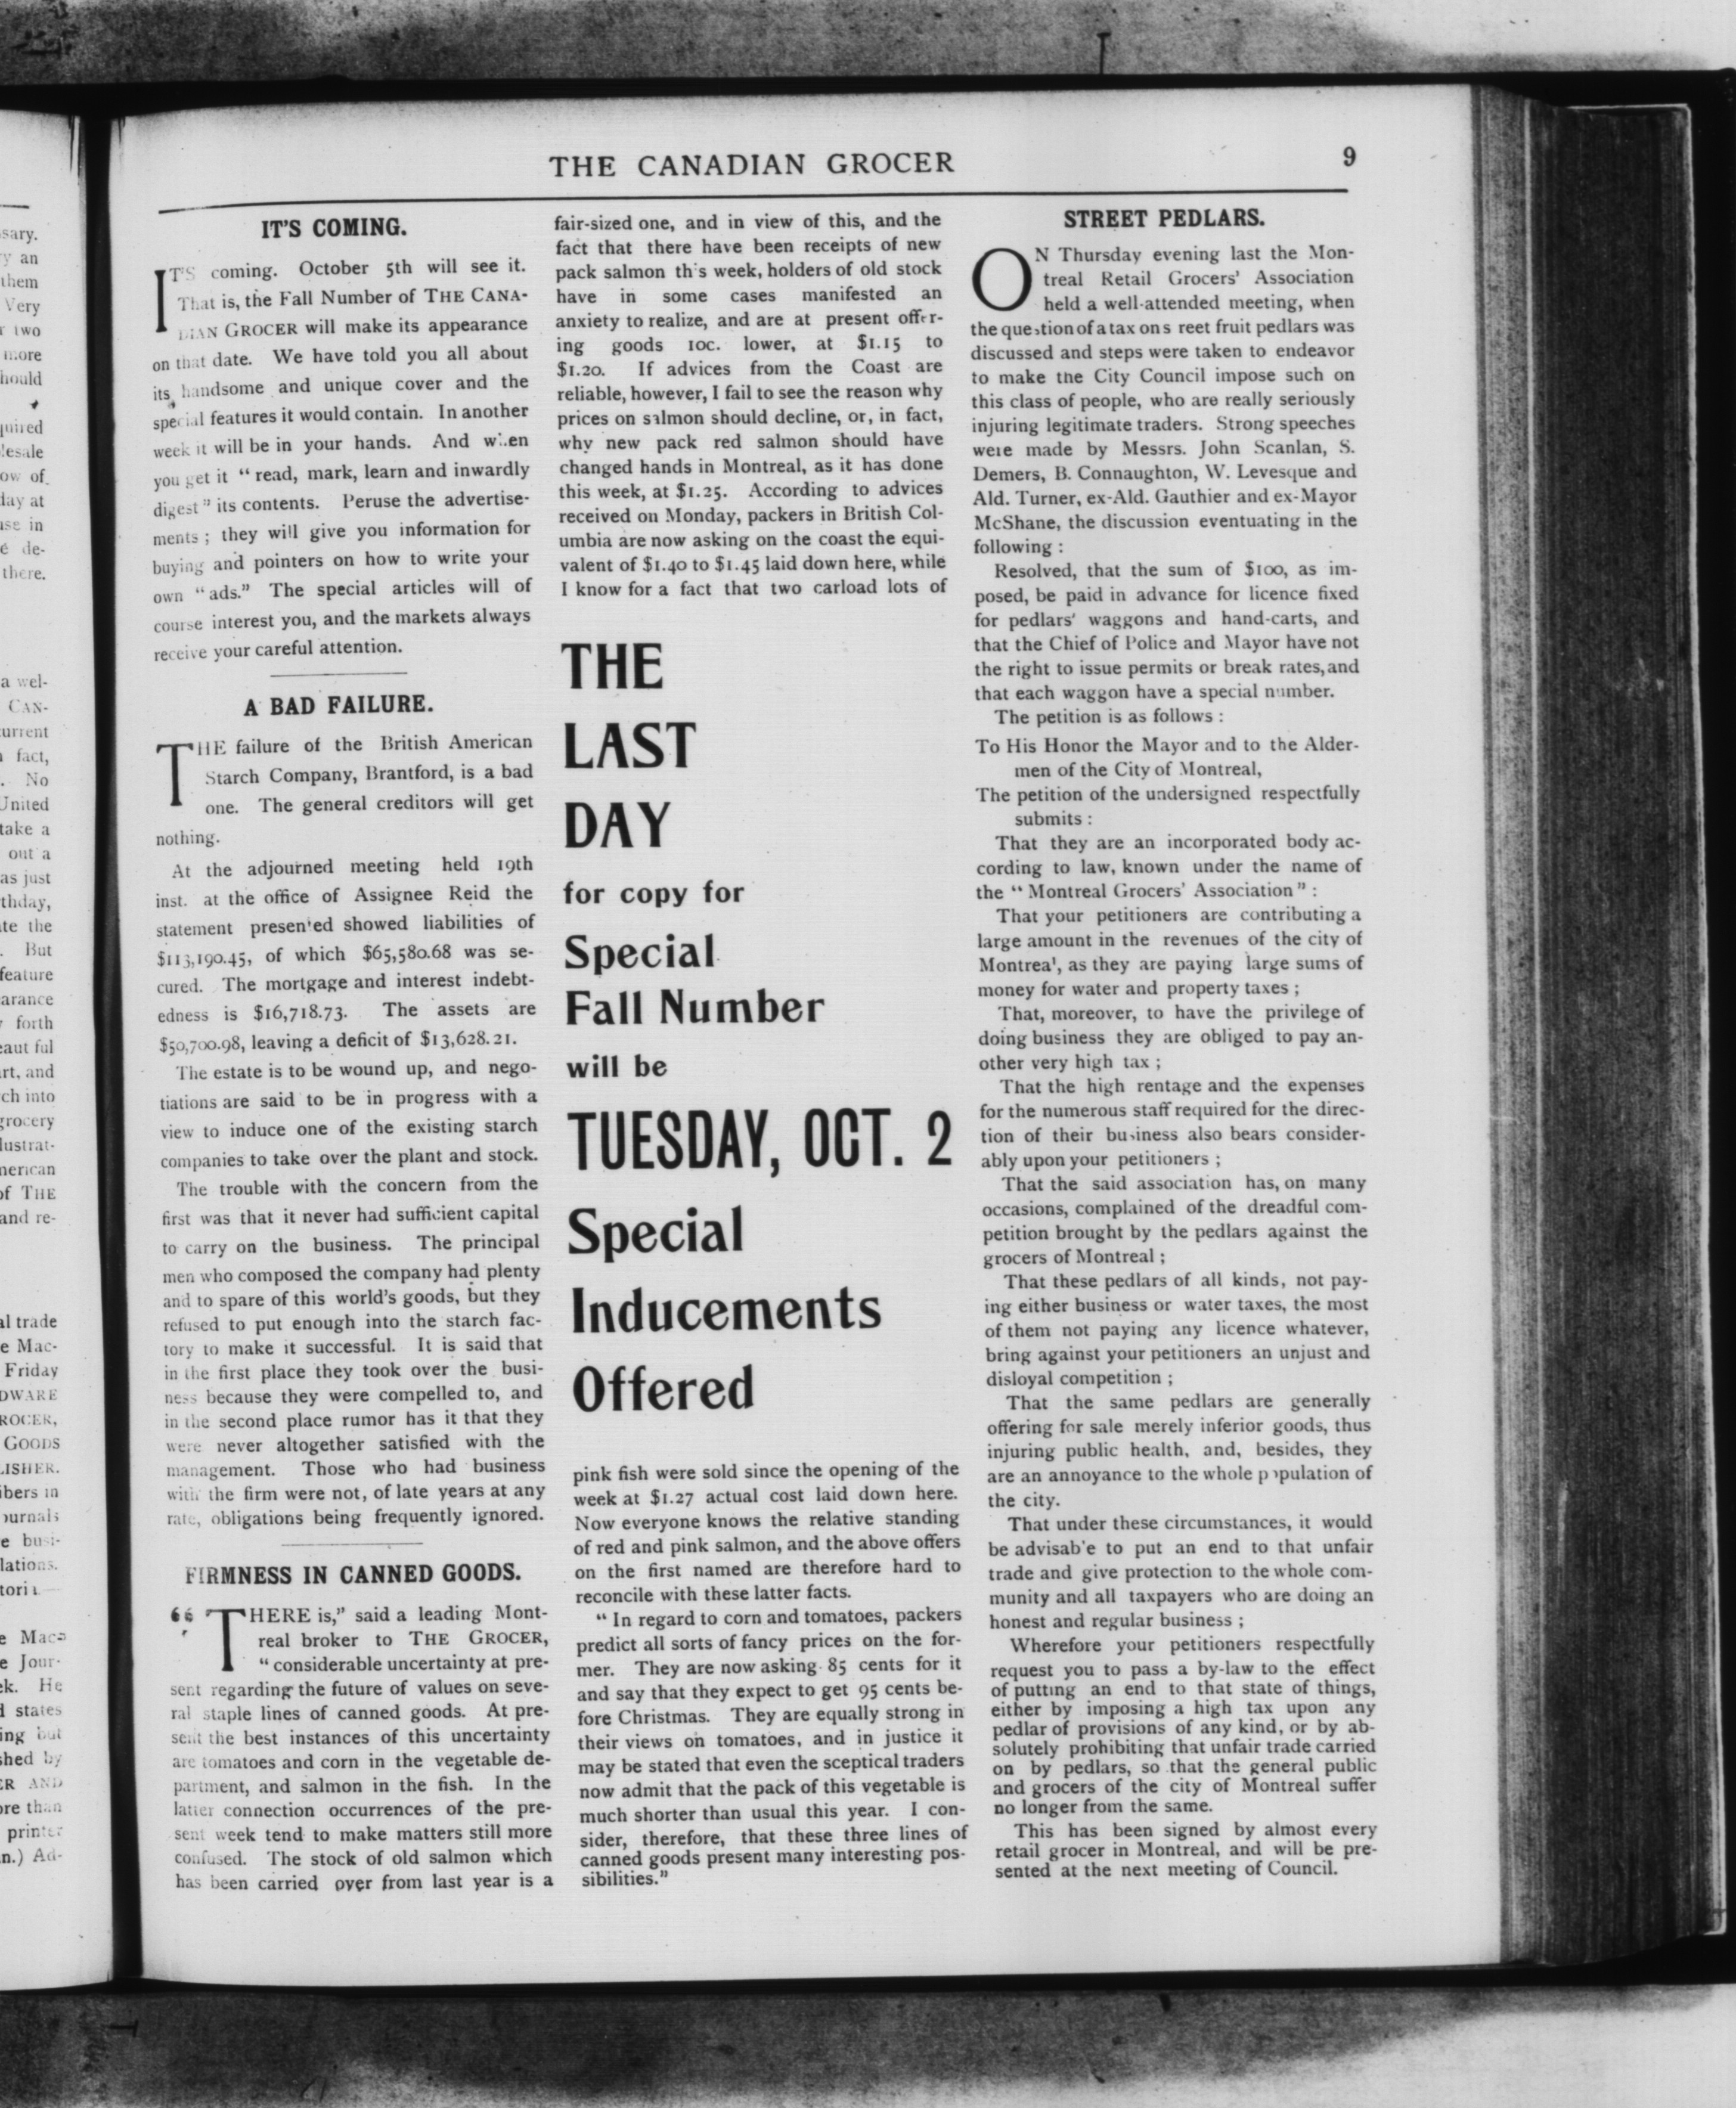 THE CANADIAN GROCER
9
IT'S COMING.
IT'S coming. October 5th will see it.
That is, the Fall Number of THE CANA-
DIAN GROCER will make its appearance
on that date. We have told you all about
its handsome and unique cover and the
special features it would contain. In another
week it will be in your hands. And when
you get it “ read, mark, learn and inwardly
digest ” its contents. Peruse the advertise-
ments ; they will give you information for
buying and pointers on how to write your
own “ ads.” The special articles will of
course interest you, and the markets always
receive your careful attention.
A BAD FAILURE.
THE failure of the British American
Starch Company, Brantford, is a bad
one. The general creditors will get
nothing.
At the adjourned meeting held 19th
inst. at the office of Assignee Reid the
statement presented showed liabilities of
$113,190.45, of which $65,580.68 was se-
cured. The mortgage and interest indebt-
edness is $16,718.73. The assets are
$50,700.98, leaving a deficit of $13,628.21.
The estate is to be wound up, and nego-
tiations are said to be in progress with a
view to induce one of the existing starch
companies to take over the plant and stock.
The trouble with the concern from the
first was that it never had sufficient capital
to carry on the business. The principal
men who composed the company had plenty
and to spare of this world's goods, but they
refused to put enough into the starch fac-
tory to make it successful. It is said that
in the first place they took over the busi-
ness because they were compelled to, and
in the second place rumor has it that they
were never altogether satisfied with the
management. Those who had business
with the firm were not, of late years at any
rate, obligations being frequently ignored.
FIRMNESS IN CANNED GOODS.
“ THERE is,” said a leading Mont-
real broker to THE GROCER,
“ considerable uncertainty at pre-
sent regarding the future of values on seve-
ral staple lines of canned goods. At pre-
sent the best instances of this uncertainty
are tomatoes and corn in the vegetable de-
partment, and salmon in the fish. In the
latter connection occurrences of the pre-
sent week tend to make matters still more
confused. The stock of old salmon which
has been carried over from last year is a
fair-sized one, and in view of this, and the
fact that there have been receipts of new
pack salmon this week, holders of old stock
have in some cases manifested an
anxiety to realize, and are at present offer-
ing goods 10c. lower, at $1.15 to
$1.20. If advices from the Coast are
reliable, however, I fail to see the reason why
prices on salmon should decline, or, in fact,
why new pack red salmon should have
changed hands in Montreal, as it has done
this week, at $1.25. According to advices
received on Monday, packers in British Col-
umbia are now asking on the coast the equi-
valent of $1.40 to $1.45 laid down here, while
I know for a fact that two carload lots of
THE
LAST
DAY
for copy for
Special
Fall Number
will be
TUESDAY, OCT. 2
Special
Inducements
Offered
pink fish were sold since the opening of the
week at $1.27 actual cost laid down here.
Now everyone knows the relative standing
of red and pink salmon, and the above offers
on the first named are therefore hard to
reconcile with these latter facts.
“ In regard to corn and tomatoes, packers
predict all sorts of fancy prices on the for-
mer. They are now asking 85 cents for it
and say that they expect to get 95 cents be-
fore Christmas. They are equally strong in
their views on tomatoes, and in justice it
may be stated that even the sceptical traders
now admit that the pack of this vegetable is
much shorter than usual this year. I con-
sider, therefore, that these three lines of
canned goods present many interesting pos-
sibilities.”
STREET PEDLARS.
ON Thursday evening last the Mon-
treal Retail Grocers' Association
held a well-attended meeting, when
the question of a tax on s reet fruit pedlars was
discussed and steps were taken to endeavor
to make the City Council impose such on
this class of people, who are really seriously
injuring legitimate traders. Strong speeches
were made by Messrs. John Scanlan, S.
Demers, B. Connaughton, W. Levesque and
Ald. Turner, ex-Ald. Gauthier and ex-Mayor
McShane, the discussion eventuating in the
following :
Resolved, that the sum of $100, as im-
posed, be paid in advance for licence fixed
for pedlars' waggons and hand-carts, and
that the Chief of Police and Mayor have not
the right to issue permits or break rates, and
that each waggon have a special number.
The petition is as follows :
To His Honor the Mayor and to the Alder-
men of the City of Montreal,
The petition of the undersigned respectfully
submits :
That they are an incorporated body ac-
cording to law, known under the name of
the “ Montreal Grocers' Association ” :
That your petitioners are contributing a
large amount in the revenues of the city of
Montreal, as they are paying large sums of
money for water and property taxes ;
That, moreover, to have the privilege of
doing business they are obliged to pay an-
other very high tax ;
That the high rentage and the expenses
for the numerous staff required for the direc-
tion of their business also bears consider-
ably upon your petitioners ;
That the said association has, on many
occasions, complained of the dreadful com-
petition brought by the pedlars against the
grocers of Montreal ;
That these pedlars of all kinds, not pay-
ing either business or water taxes, the most
of them not paying any licence whatever,
bring against your petitioners an unjust and
disloyal competition ;
That the same pedlars are generally
offering for sale merely inferior goods, thus
injuring public health, and, besides, they
are an annoyance to the whole population of
the city.
That under these circumstances, it would
be advisable to put an end to that unfair
trade and give protection to the whole com-
munity and all taxpayers who are doing an
honest and regular business ;
Wherefore your petitioners respectfully
request you to pass a by-law to the effect
of putting an end to that state of things,
either by imposing a high tax upon any
pedlar of provisions of any kind, or by ab-
solutely prohibiting that unfair trade carried
on by pedlars, so that the general public
and grocers of the city of Montreal suffer
no longer from the same.
This has been signed by almost every
retail grocer in Montreal, and will be pre-
sented at the next meeting of Council.